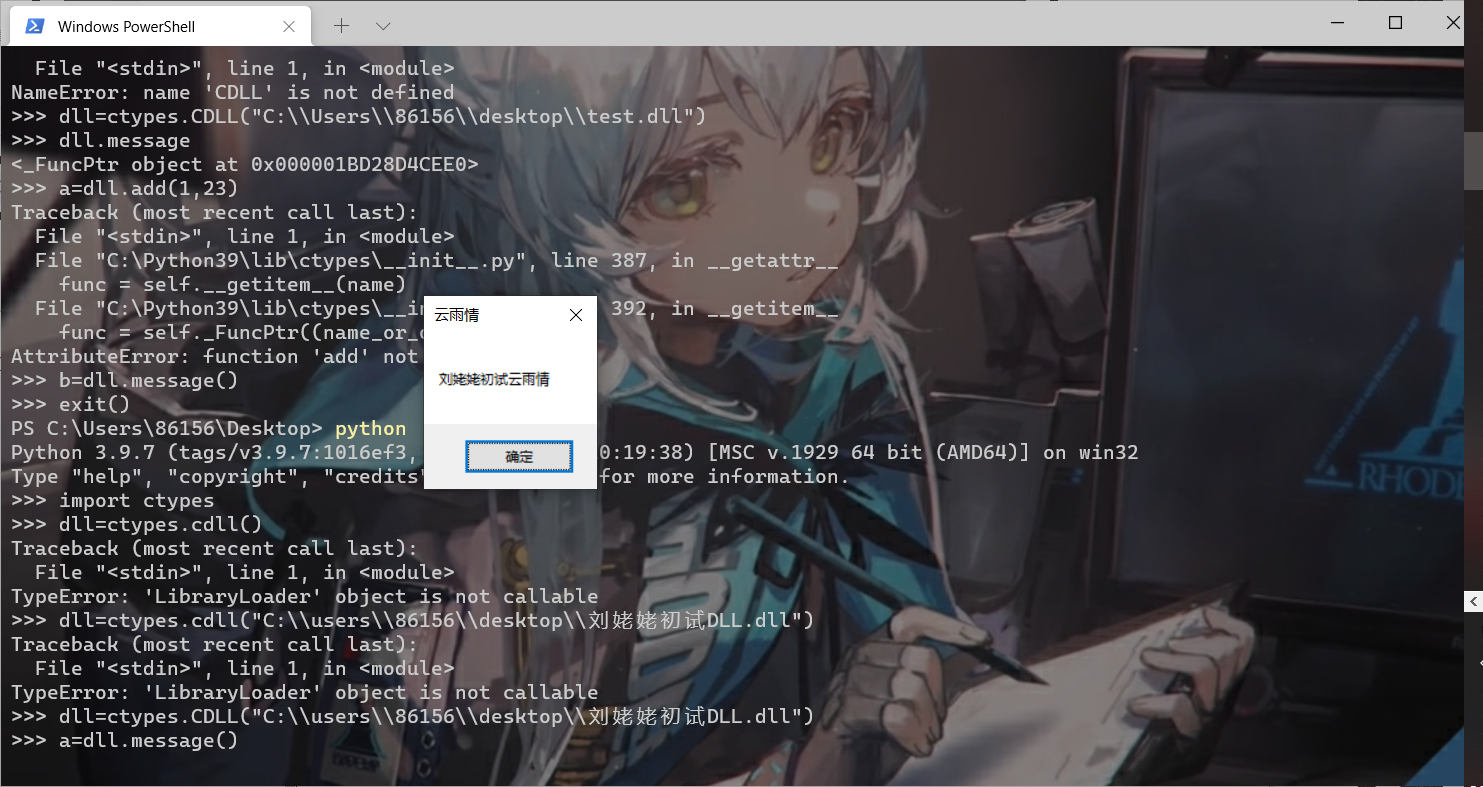 Windows PowerShell
File "<stdin>", line 1, in <module>
NameError: name 'CDLL' is not defined
>>> dll=ctypes.CDLL("C:\\Users\\86156\\desktop\\test.dll")
>>> dll.message
<_FuncPtr object at 0x000001BD28D4CEE0>
>>> a=dll.add(1,23)
Traceback (most recent call last):
File "<stdin>", line 1, in <module>
File "C:\Python39\lib\ctypes\__init__.py", line 387, in __getattr__
func = self.__getitem__(name)
File "C:\Python39\lib\ctypes\__in 392, in __getitem__
func = self._FuncPtr((name_or_
AttributeError: function 'add' not
>>> b=dll.message()
>>> exit()
PS C:\Users\86156\Desktop> python
Python 3.9.7 (tags/v3.9.7:1016ef3, 0:19:38) [MSC v.1929 64 bit (AMD64)] on win32
Type "help", "copyright", "credits" for more information.
>>> import ctypes
>>> dll=ctypes.cdll()
Traceback (most recent call last):
File "<stdin>", line 1, in <module>
TypeError: 'LibraryLoader' object is not callable
>>> dll=ctypes.cdll("C:\\users\\86156\\desktop\\刘姥姥初试DLL.dll")
Traceback (most recent call last):
File "<stdin>", line 1, in <module>
TypeError: 'LibraryLoader' object is not callable
>>> dll=ctypes.CDLL("C:\\users\\86156\\desktop\\刘姥姥初试DLL.dll")
>>> a=dll.message()
云雨情
刘姥姥初试云雨情
确定
RHODE